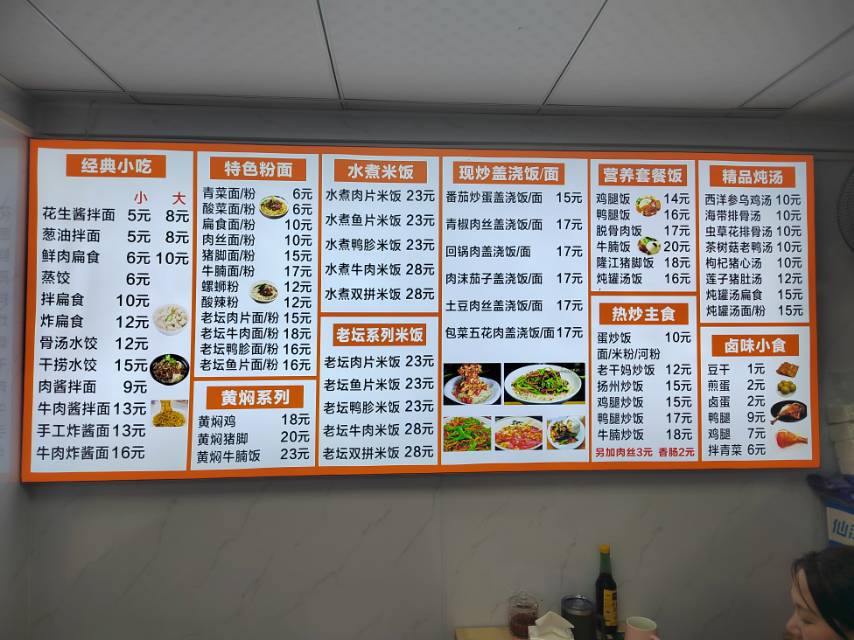 经典小吃
小 大
花生酱拌面 5元 8元
葱油拌面 5元 8元
鲜肉扁食 6元 10元
蒸饺 6元
拌扁食 10元
炸扁食 12元
骨汤水饺 12元
干捞水饺 15元
肉酱拌面 9元
牛肉酱拌面 13元
手工炸酱面 13元
牛肉炸酱面 16元
特色粉面
青菜面/粉 6元
酸菜面/粉 6元
扁食面/粉 10元
肉丝面/粉 10元
猪脚面/粉 15元
牛腩面/粉 17元
螺蛳粉 12元
酸辣粉 12元
老坛肉片面/粉 15元
老坛牛肉面/粉 18元
老坛鸭胗面/粉 16元
老坛鱼片面/粉 16元
黄焖系列
黄焖鸡 18元
黄焖猪脚 20元
黄焖牛腩饭 23元
水煮米饭
水煮肉片米饭 23元
水煮鱼片米饭 23元
水煮鸭胗米饭 23元
水煮牛肉米饭 28元
水煮双拼米饭 28元
老坛系列米饭
老坛肉片米饭 23元
老坛鱼片米饭 23元
老坛鸭胗米饭 23元
老坛牛肉米饭 28元
老坛双拼米饭 28元
现炒盖浇饭/面
番茄炒蛋盖浇饭/面 15元
青椒肉丝盖浇饭/面 17元
回锅肉盖浇饭/面 17元
肉沫茄子盖浇饭/面 17元
土豆肉丝盖浇饭/面 17元
包菜五花肉盖浇饭/面 17元
营养套餐饭
鸡腿饭 14元
鸭腿饭 16元
脱骨肉饭 17元
牛腩饭 20元
隆江猪脚饭 18元
炖罐汤饭 16元
热炒主食
蛋炒饭 10元
面/米粉/河粉
老干妈炒饭 12元
扬州炒饭 15元
鸡腿炒饭 15元
鸭腿炒饭 17元
牛腩炒饭 18元
另加肉丝3元 香肠2元
精品炖汤
西洋参乌鸡汤 10元
海带排骨汤 10元
虫草花排骨汤 10元
茶树菇老鸭汤 10元
枸杞猪心汤 10元
莲子猪肚汤 12元
炖罐汤扁食 15元
炖罐汤面/粉 15元
卤味小食
豆干 1元
煎蛋 2元
卤蛋 2元
鸭腿 9元
鸡腿 7元
拌青菜 6元